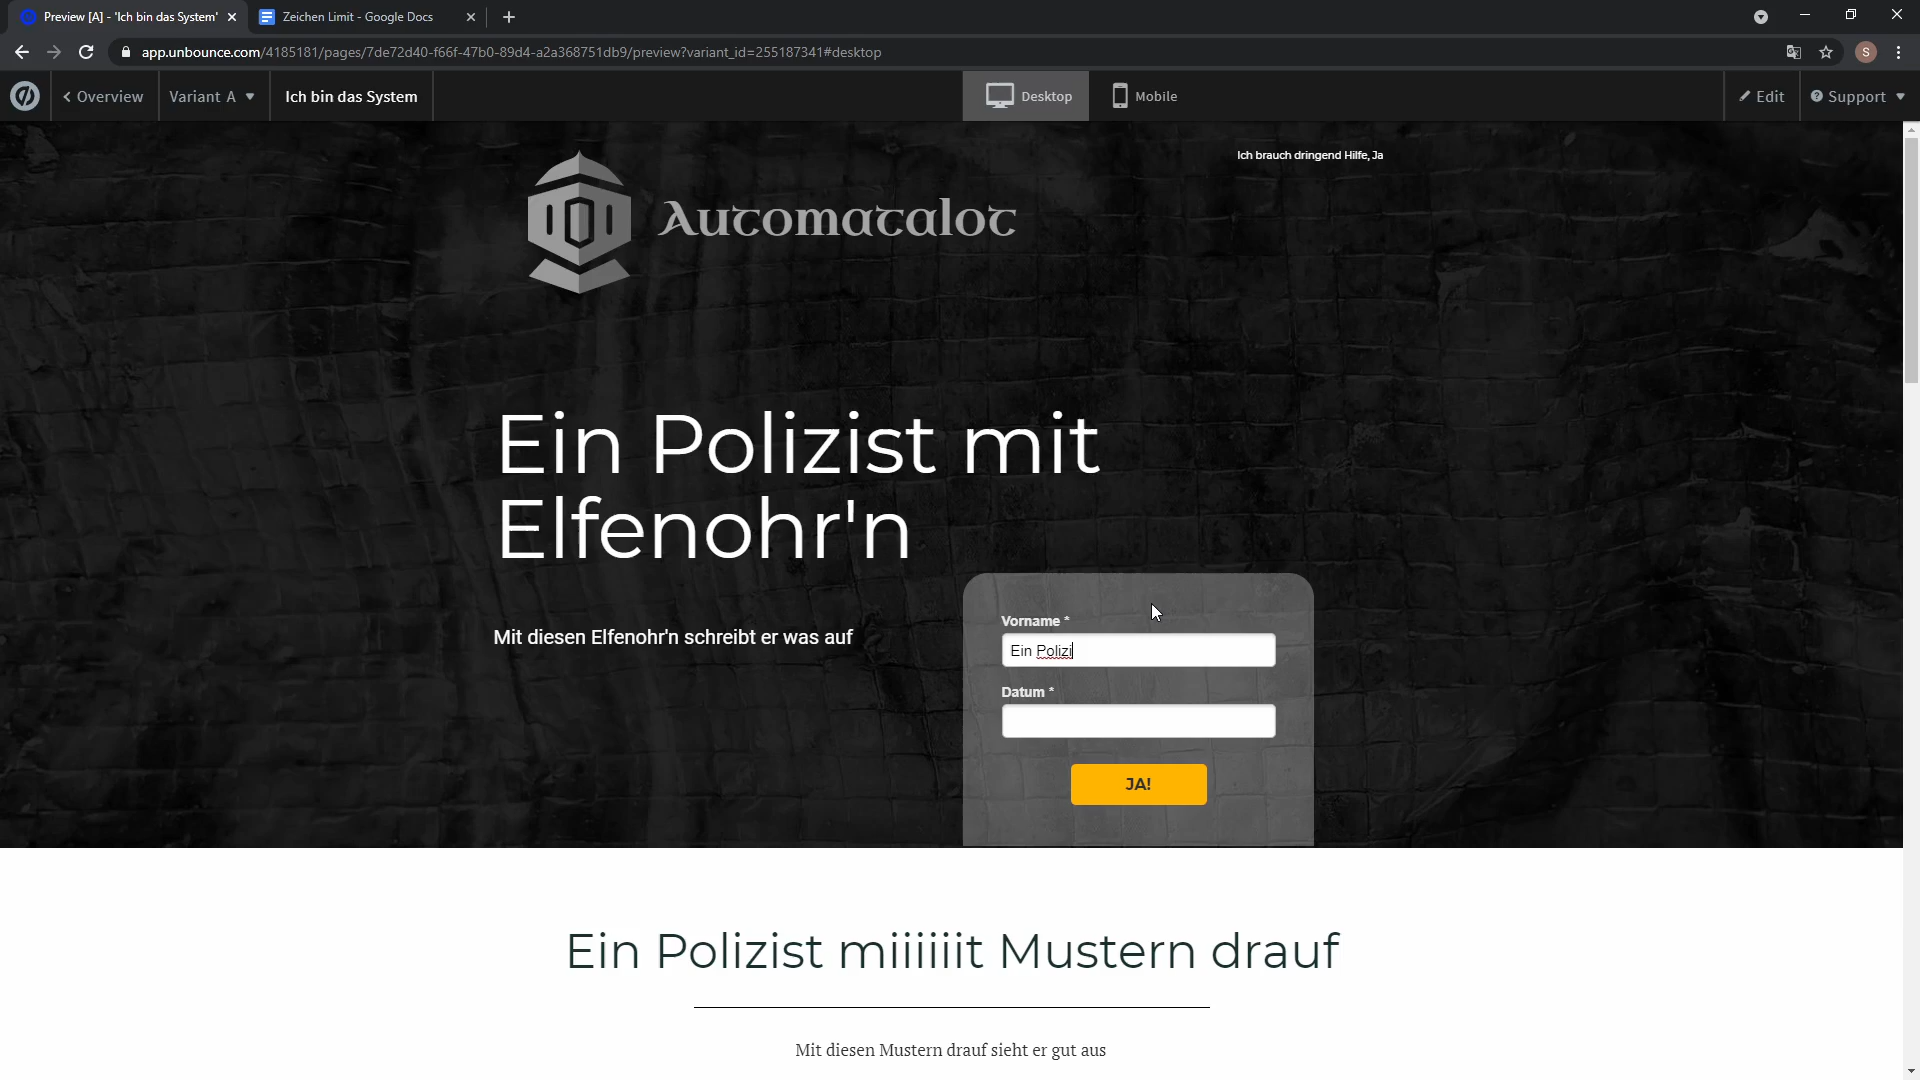 Preview [A] - 'Ich bin das System'
Zeichen Limit - Google Docs
app.unbounce.com/4185181/pages/7de72d40-f66f-47b0-89d4-a2a368751db9/preview?variant_id=255187341#desktop
S
Overview
Variant A
Ich bin das System
Desktop
Mobile
Edit
Support
Ich brauch dringend Hilfe, Ja
Automatalot
Ein Polizist mit
Elfenohr'n
Mit diesen Elfenohr'n schreibt er was auf
Vorname *
Ein Polizi
Datum *
JA!
Ein Polizist miiiiiit Mustern drauf
Mit diesen Mustern drauf sieht er gut aus